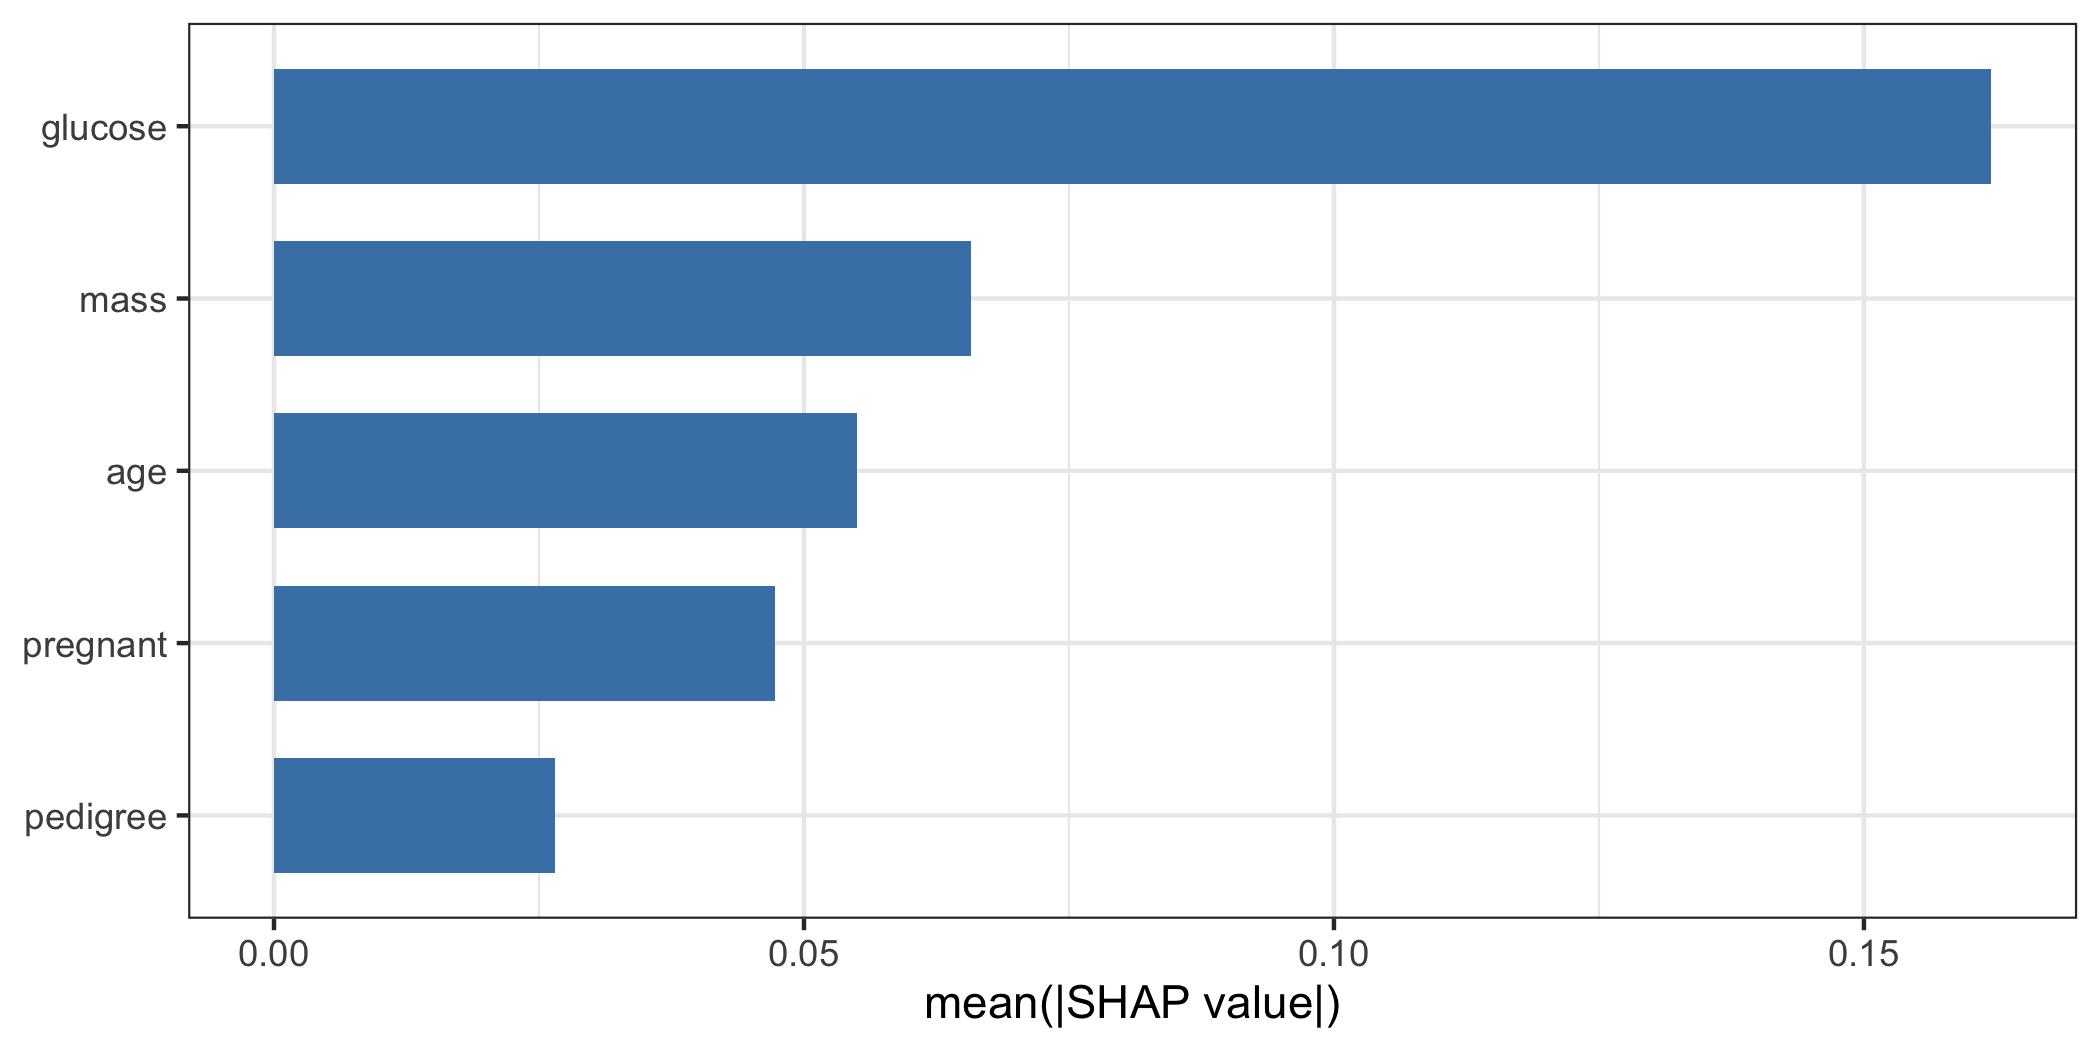 glucose
mass
age
pregnant
pedigree
0.00 0.05 0.10 0.15
mean(|SHAP value|)